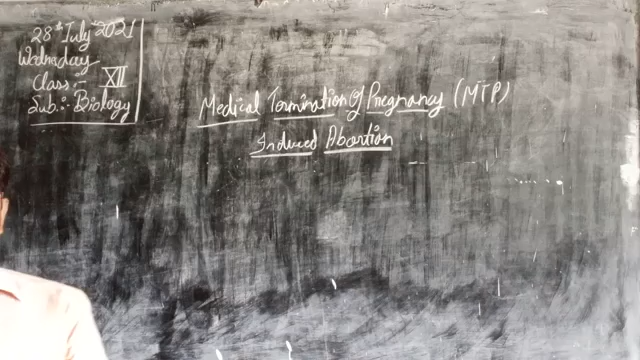 28th July 2021
Wednesday
Class:- XII
Sub:- Biology
Medical Termination Of Pregnancy (MTP)
Induced Abortion